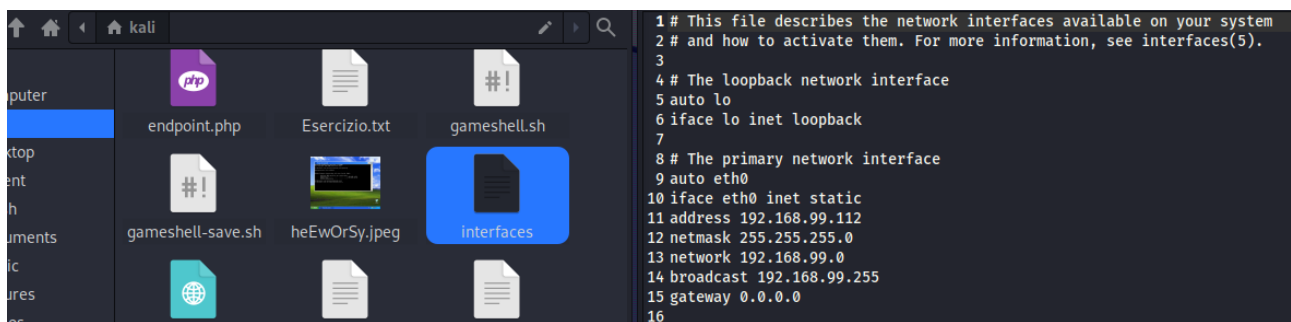 kali
php
#!
endpoint.php
Esercizio.txt
gameshell.sh
#!
gameshell-save.sh
heEwOrSy.jpeg
interfaces
puter
ktop
ent
h
uments
ic
ures
1 # This file describes the network interfaces available on your system
2 # and how to activate them. For more information, see interfaces(5).
3
4 # The loopback network interface
5 auto lo
6 iface lo inet loopback
7
8 # The primary network interface
9 auto eth0
10 iface eth0 inet static
11 address 192.168.99.112
12 netmask 255.255.255.0
13 network 192.168.99.0
14 broadcast 192.168.99.255
15 gateway 0.0.0.0
16